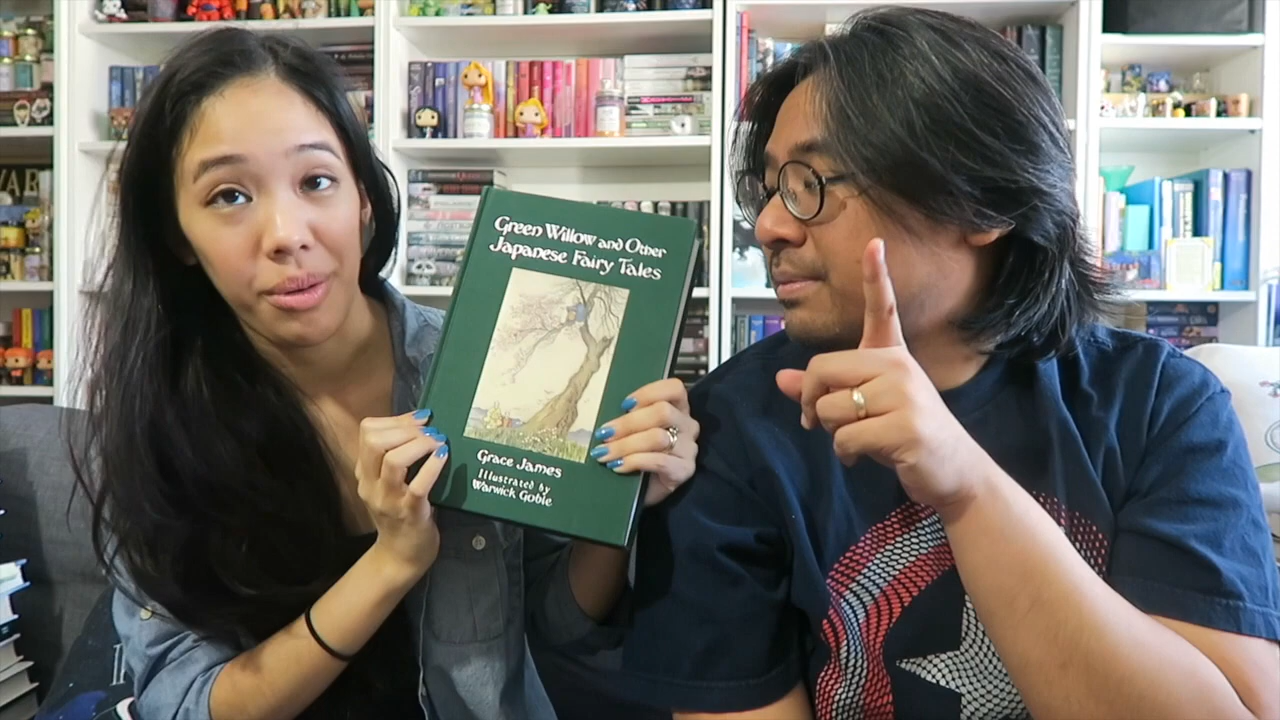 Green Willow and Other
Japanese Fairy Tales
Grace James
Illustrated by
Warwick Goble